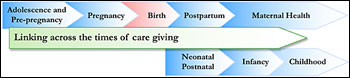 Adolescence and
Pre-pregnancy
Pregnancy
Birth
Postpartum
Maternal Health
Linking across the times of care giving
Neonatal
Postnatal
Infancy
Childhood